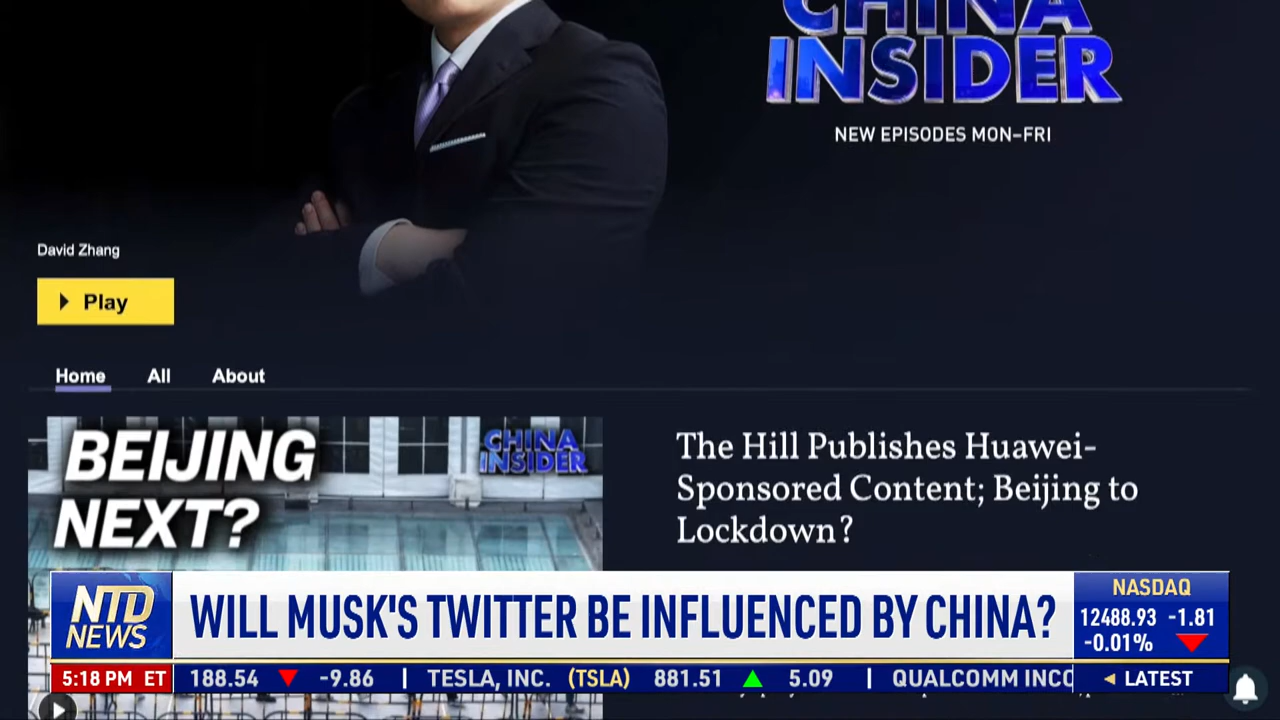 CHINA
INSIDER
NEW EPISODES MON–FRI
David Zhang
Play
Home All About
BEIJING
NEXT?
CHINA
INSIDER
The Hill Publishes Huawei-
Sponsored Content; Beijing to
Lockdown?
NTD
NEWS
WILL MUSK'S TWITTER BE INFLUENCED BY CHINA?
NASDAQ
12488.93 -1.81
-0.01%
5:18 PM ET 188.54 -9.86 | TESLA, INC. (TSLA) 881.51 5.09 | QUALCOMM INCO
LATEST